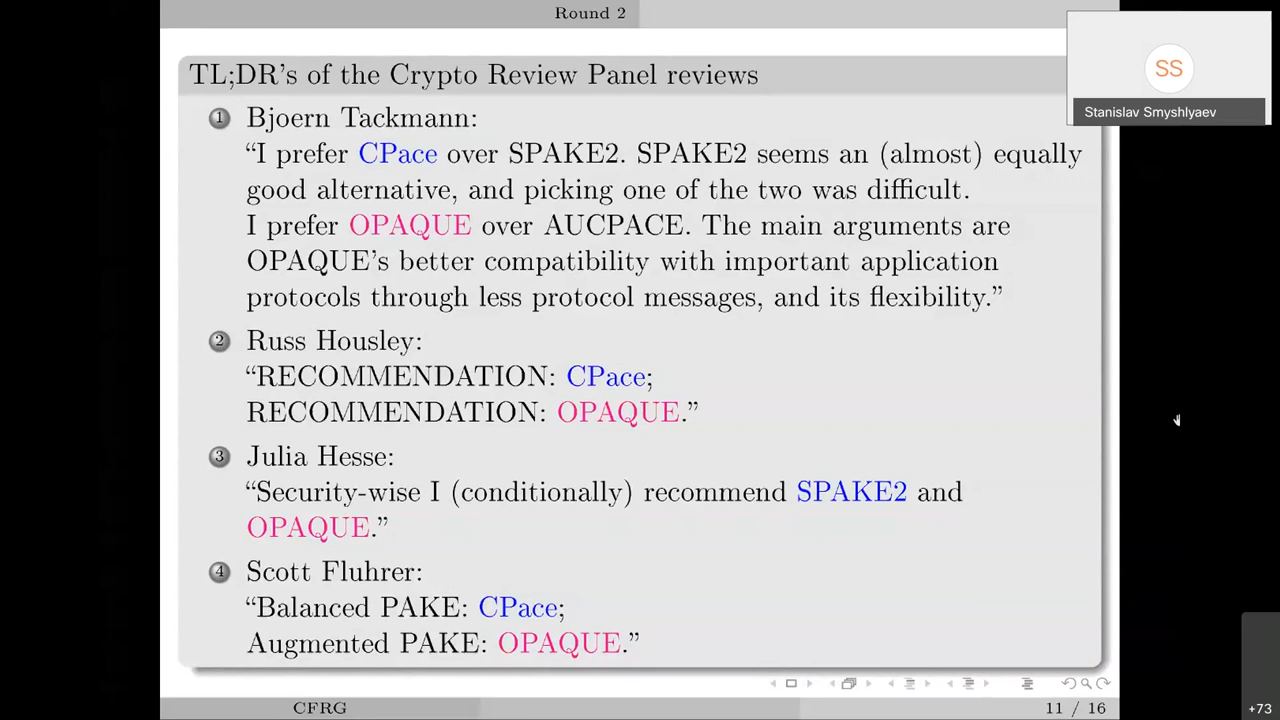 Round 2
SS
Stanislav Smyshlyaev
TL;DR's of the Crypto Review Panel reviews
1 Bjoern Tackmann:
“I prefer CPace over SPAKE2. SPAKE2 seems an (almost) equally
good alternative, and picking one of the two was difficult.
I prefer OPAQUE over AUCPACE. The main arguments are
OPAQUE's better compatibility with important application
protocols through less protocol messages, and its flexibility.”
2 Russ Housley:
“RECOMMENDATION: CPace;
RECOMMENDATION: OPAQUE.”
3 Julia Hesse:
“Security-wise I (conditionally) recommend SPAKE2 and
OPAQUE.”
4 Scott Fluhrer:
“Balanced PAKE: CPace;
Augmented PAKE: OPAQUE.”
CFRG
11 / 16
+73